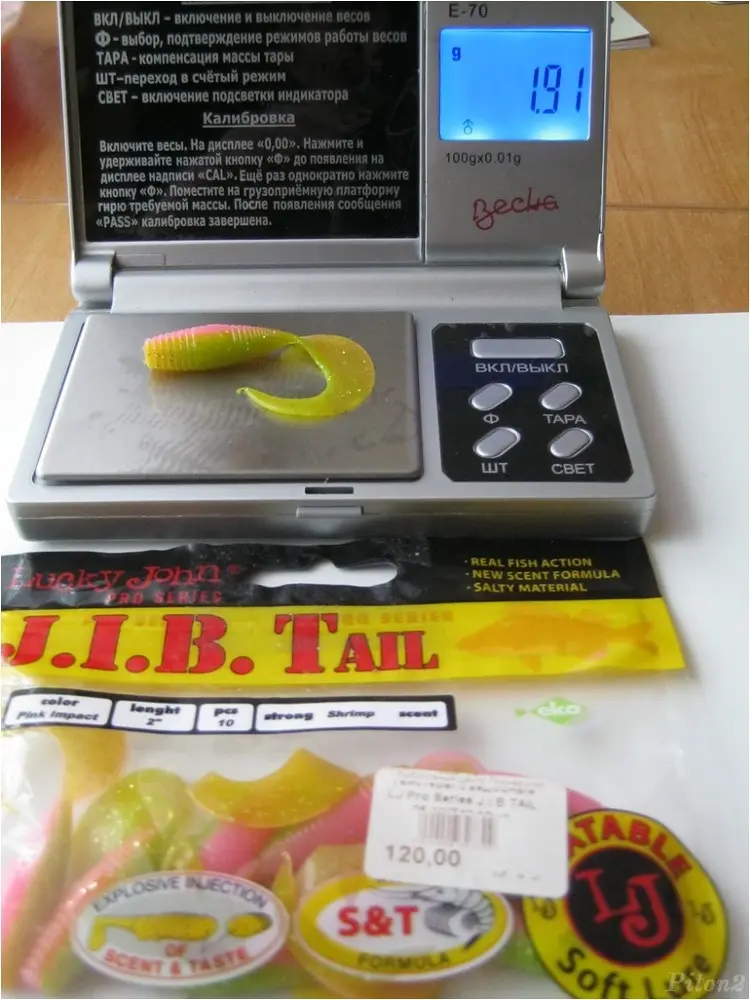 ВКЛ/ВЫКЛ – включение и выключение весов
Ф - выбор, подтверждение режимов работы весов
ТАРА - компенсация массы тары
ШТ–переход в счётый режим
СВЕТ – включение подсветки индикатора
Калибровка
Включите весы. На дисплее «0,00». Нажмите и
удерживайте нажатой кнопку «Ф» до появления на
дисплее надписи «CAL». Ещё раз однократно нажмите
кнопку «Ф». Поместите на грузоприёмную платформу
гирю требуемой массы. После появления сообщения
«PASS» калибровка завершена.
E-70
g
1.91
100gx0.01g
весна
ВКЛ/ВЫКЛ
Ф ТАРА
ШТ СВЕТ
Lucky John®
PRO SERIES
· REAL FISH ACTION
· NEW SCENT FORMULA
· SALTY MATERIAL
J.I.B. TAIL
color
Pink Impact
lenght
2"
pcs
10
strong Shrimp scent
eko
LJ Pro Series J.I.B TAIL
120,00
EXPLOSIVE INJECTION
OF
SCENT & TASTE
S&T
FORMULA
LJ
LJ
LJ
Soft
Piton2